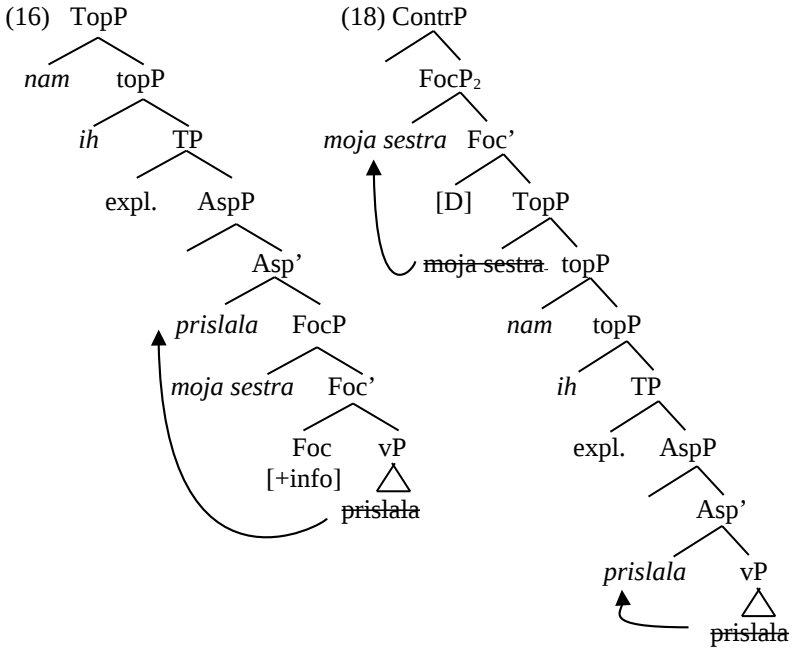 (16) TopP
(18) ContrP
nam topP
FocP₂
ih TP
moja sestra Foc’
expl. AspP
[D] TopP
Asp’
moja sestra topP
prislala FocP
nam topP
moja sestra Foc’
ih TP
Foc vP
expl. AspP
[+info]
prislala
Asp’
prislala vP
prislala